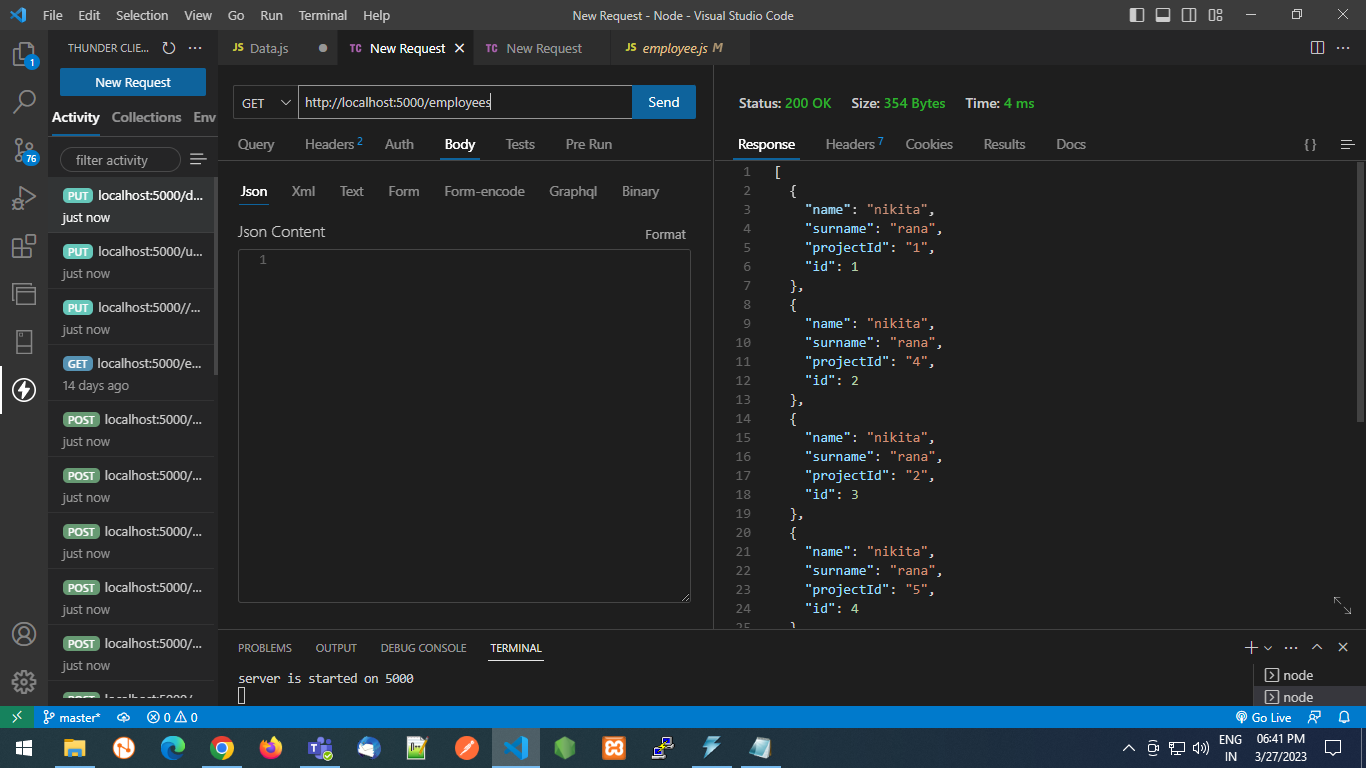 File Edit Selection View Go Run Terminal Help New Request - Node - Visual Studio Code
THUNDER CLIE... ...
JS Data.js TC New Request TC New Request JS employee.js M
1
New Request
Activity Collections Env
filter activity
76
PUT localhost:5000/d...
just now
PUT localhost:5000/u...
just now
PUT localhost:5000//...
just now
GET localhost:5000/e...
14 days ago
POST localhost:5000/...
just now
POST localhost:5000/...
just now
POST localhost:5000/...
just now
POST localhost:5000/...
just now
POST localhost:5000/...
just now
GET http://localhost:5000/employees Send
Query Headers 2 Auth Body Tests Pre Run
Json Xml Text Form Form-encode Graphql Binary
Json Content Format
1
Status: 200 OK Size: 354 Bytes Time: 4 ms
Response Headers 7 Cookies Results Docs { }
1 [
2 {
3 "name": "nikita",
4 "surname": "rana",
5 "projectId": "1",
6 "id": 1
7 },
8 {
9 "name": "nikita",
10 "surname": "rana",
11 "projectId": "4",
12 "id": 2
13 },
14 {
15 "name": "nikita",
16 "surname": "rana",
17 "projectId": "2",
18 "id": 3
19 },
20 {
21 "name": "nikita",
22 "surname": "rana",
23 "projectId": "5",
24 "id": 4
PROBLEMS OUTPUT DEBUG CONSOLE TERMINAL
server is started on 5000
node
node
master* 0 0 Go Live
ENG 06:41 PM
IN 3/27/2023